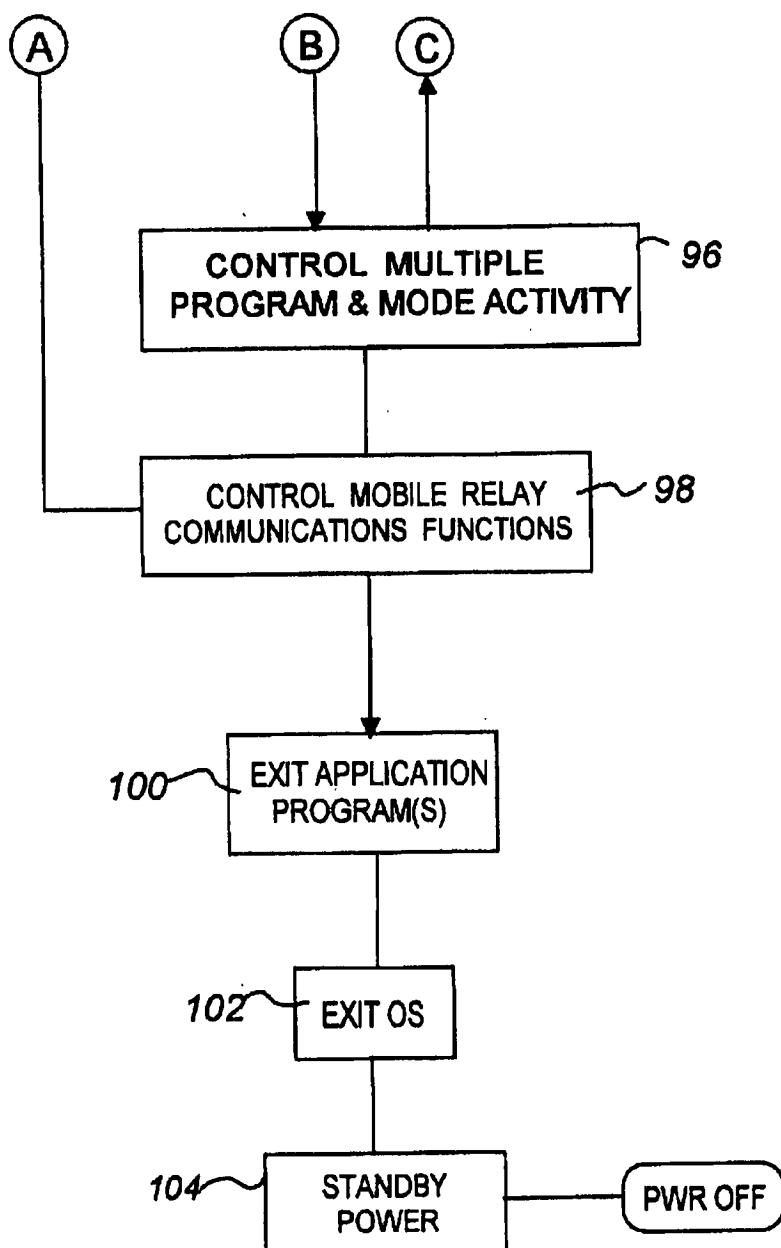 A B C
CONTROL MULTIPLE
PROGRAM & MODE ACTIVITY
96
CONTROL MOBILE RELAY
COMMUNICATIONS FUNCTIONS
98
100
EXIT APPLICATION
PROGRAM(S)
102
EXIT OS
104
STANDBY
POWER
PWR OFF